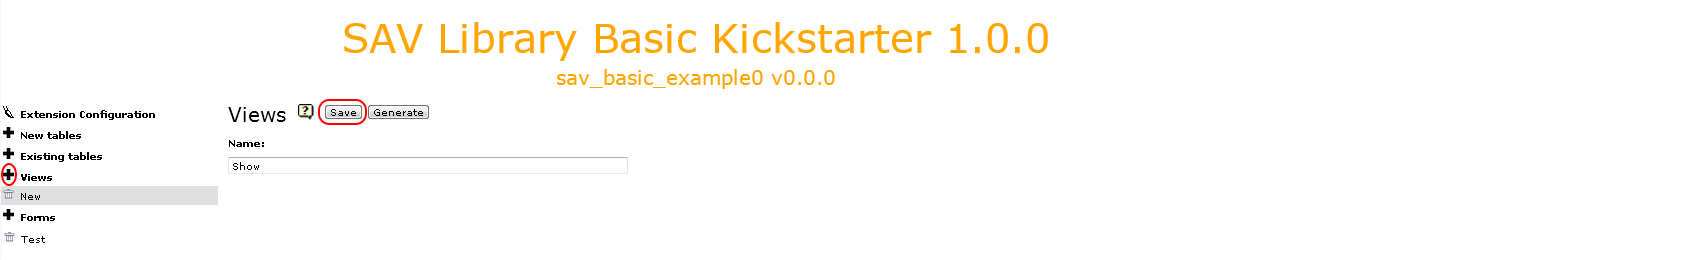 SAV Library Basic Kickstarter 1.0.0
sav_basic_example0 v0.0.0
Extension Configuration
New tables
Existing tables
Views
New
Forms
Test
Views ? Save Generate
Name:
Show